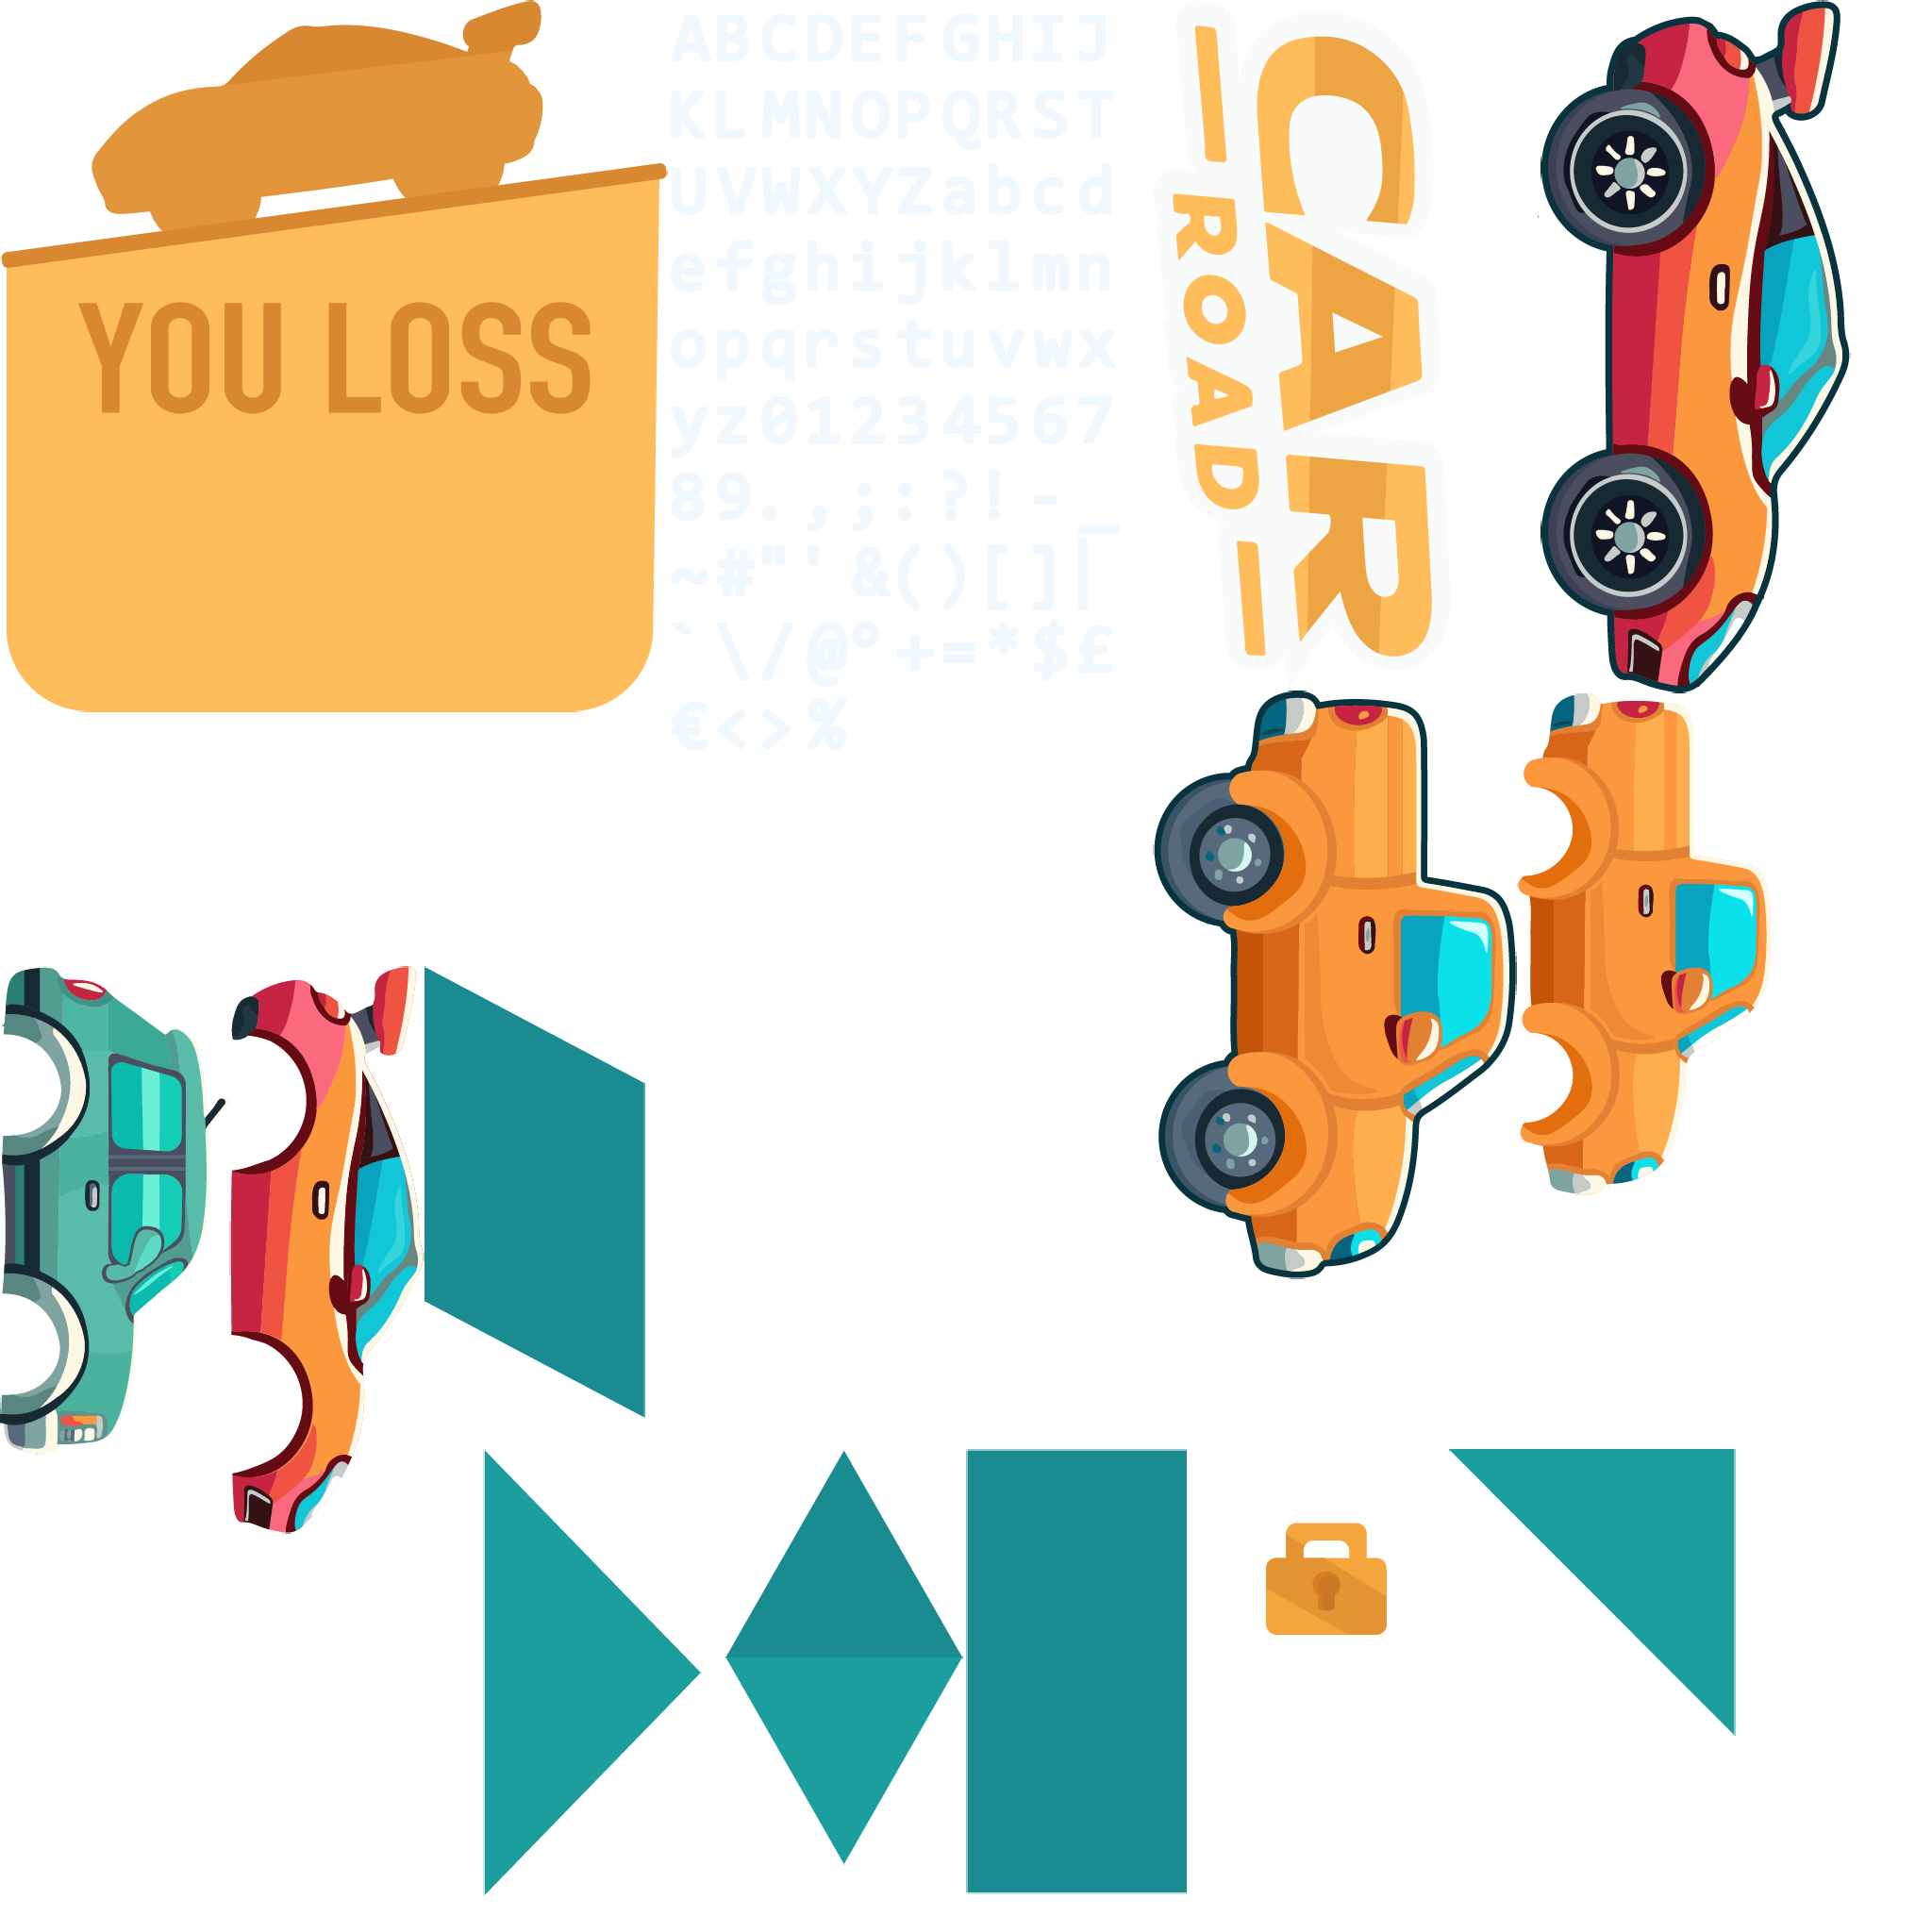 YOU LOSS
ABCDEFGHIJ
KLMNOPQRST
UVWXYZabcd
efghijklmn
opqrstuvwx
yz01234567
89.,;:?!-_
~#"'&()[]|
`\/@°+=*$£
€<>%
CAR
ROAD